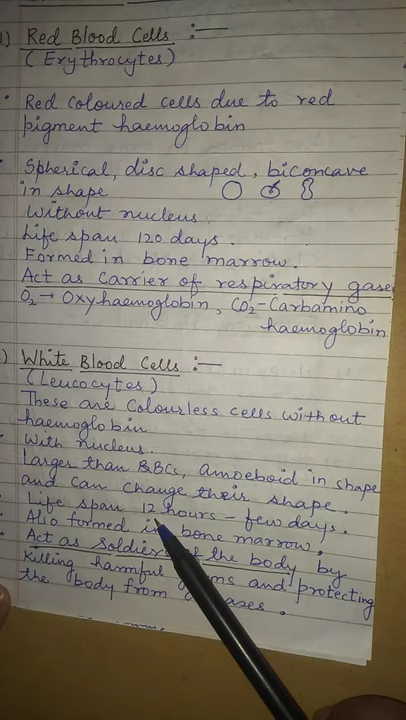 1) Red Blood Cells :—
(Erythrocytes)
• Red coloured cells due to red
pigment haemoglobin
• Spherical, disc shaped, biconcave
in shape
Without nucleus.
Life span 120 days.
Formed in bone marrow.
Act as carrier of respiratory gase
O₂ → Oxyhaemoglobin, CO₂ - Carbamino
haemoglobin
) White Blood Cells :—
(Leucocytes)
These are colourless cells without
haemoglobin
• With nucleus.
Larger than RBCs, amoeboid in shape
and can change their shape.
• Life span 12 hours - few days.
• Also formed in bone marrow.
• Act as soldiers of the body by
killing harmful and protecting
the body from